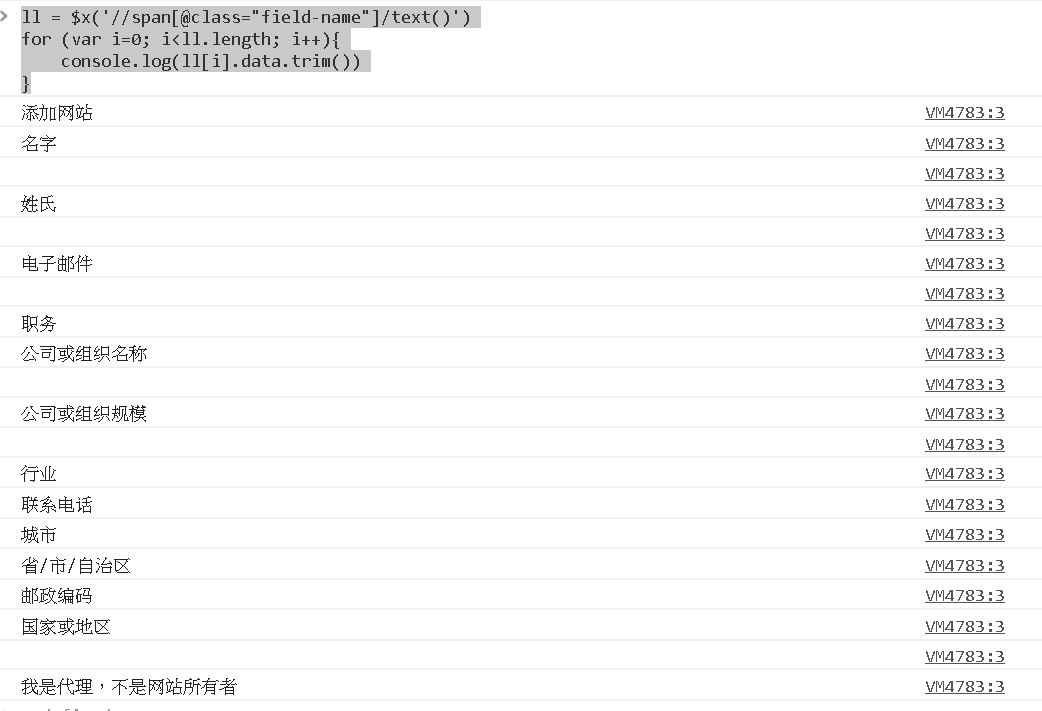 ll = $x('//span[@class="field-name"]/text()')
for (var i=0; i<ll.length; i++){
    console.log(ll[i].data.trim())
}
添加网站 VM4783:3
名字 VM4783:3
VM4783:3
姓氏 VM4783:3
VM4783:3
电子邮件 VM4783:3
VM4783:3
职务 VM4783:3
公司或组织名称 VM4783:3
VM4783:3
公司或组织规模 VM4783:3
VM4783:3
行业 VM4783:3
联系电话 VM4783:3
城市 VM4783:3
省/市/自治区 VM4783:3
邮政编码 VM4783:3
国家或地区 VM4783:3
VM4783:3
我是代理，不是网站所有者 VM4783:3